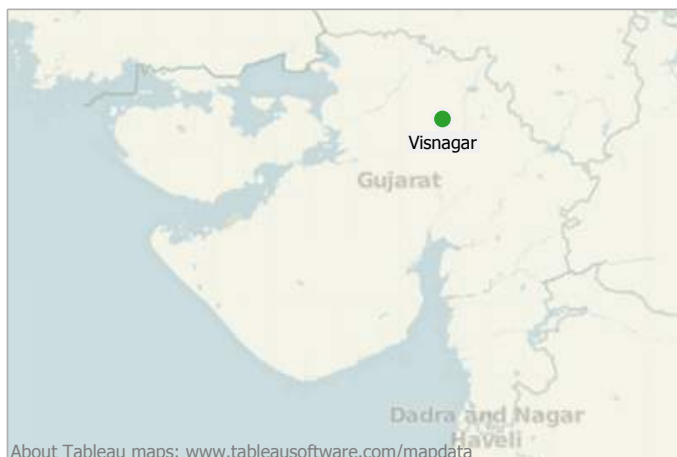 Visnagar
Gujarat
Dadra and Nagar
Haveli
About Tableau maps: www.tableausoftware.com/mapdata